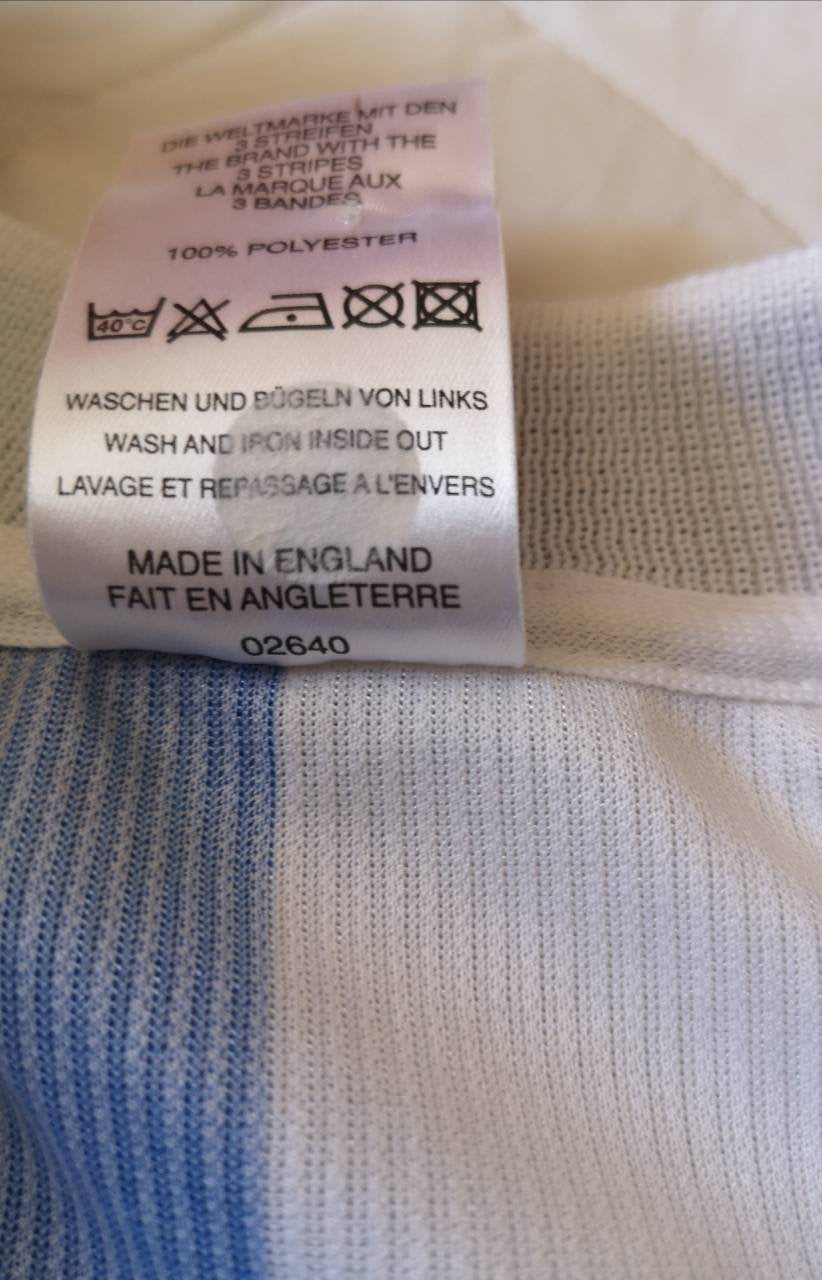 DIE WELTMARKE MIT DEN
3 STREIFEN
THE BRAND WITH THE
3 STRIPES
LA MARQUE AUX
3 BANDES
100% POLYESTER
40°C
WASCHEN UND BÜGELN VON LINKS
WASH AND IRON INSIDE OUT
LAVAGE ET REPASSAGE A L'ENVERS
MADE IN ENGLAND
FAIT EN ANGLETERRE
02640